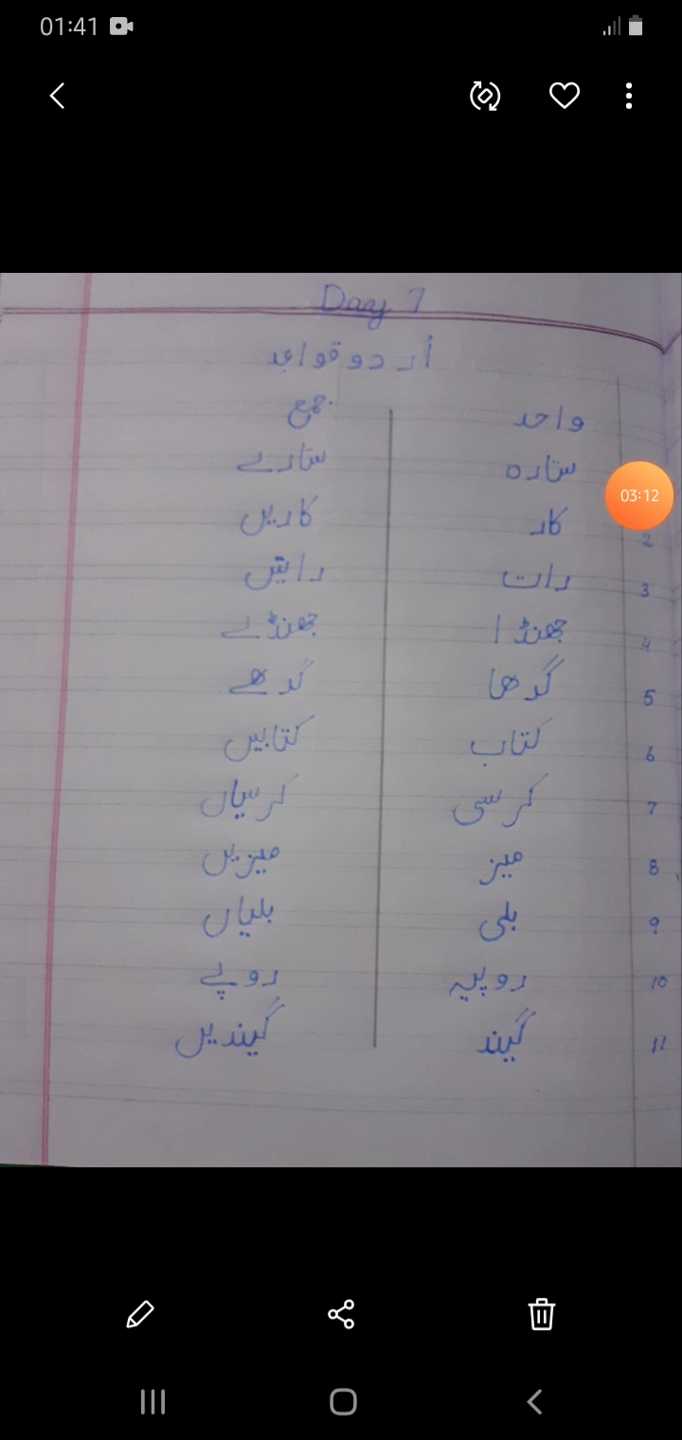 01:41
Day 7
أردو قواعدِ
واحد جمع
ستارہ ستارے
03:12
2 کار کاریں
3 رات راتیں
4 جھنڈا جھنڈے
5 گدھا گدھے
6 کتاب کتابیں
7 کرسی کرسیاں
8 میز میزیں
9 بلی بلیاں
10 روپیہ روپے
11 گیند گیندیں